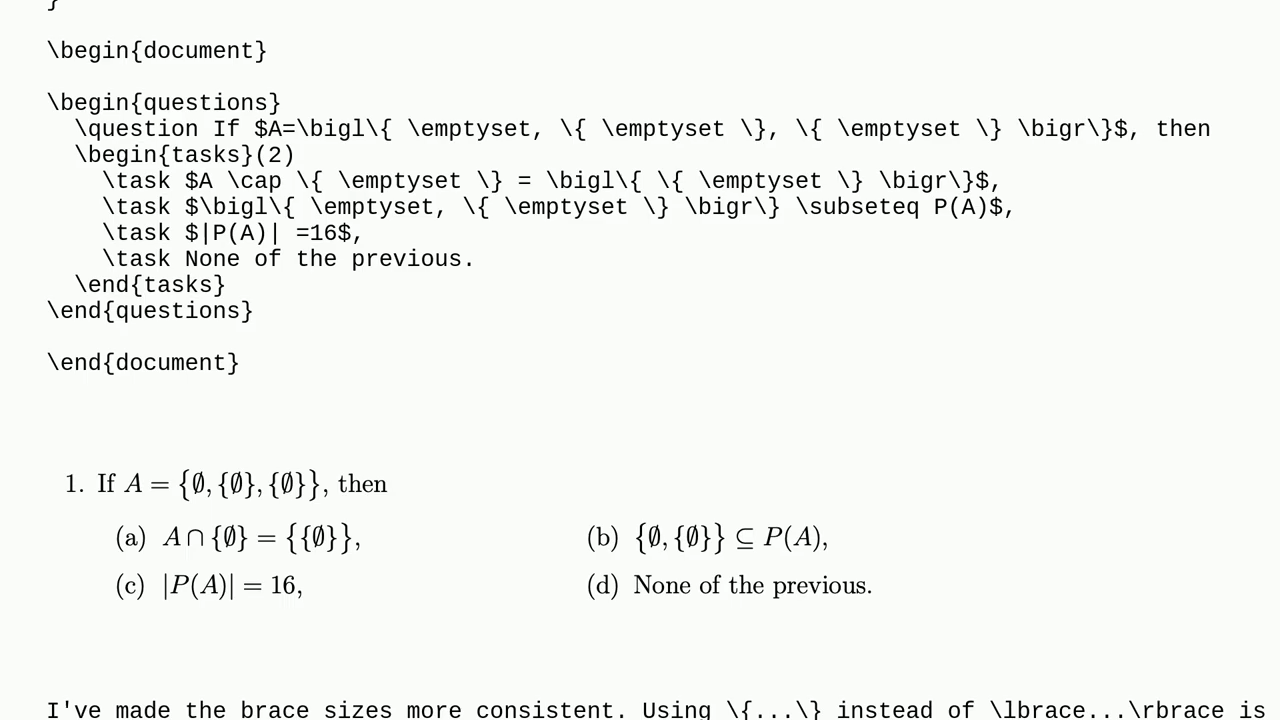 }
\begin{document}
\begin{questions}
  \question If $A=\bigl\{ \emptyset, \{ \emptyset \}, \{ \emptyset \} \bigr\}$, then
  \begin{tasks}(2)
    \task $A \cap \{ \emptyset \} = \bigl\{ \{ \emptyset \} \bigr\}$,
    \task $\bigl\{ \emptyset, \{ \emptyset \} \bigr\} \subseteq P(A)$,
    \task $|P(A)| =16$,
    \task None of the previous.
  \end{tasks}
\end{questions}
\end{document}
1. If A = {∅, {∅}, {∅}}, then
(a) A ∩ {∅} = {{∅}}, (b) {∅, {∅}} ⊆ P(A),
(c) |P(A)| = 16, (d) None of the previous.
I've made the brace sizes more consistent. Using \{...\} instead of \lbrace...\rbrace is